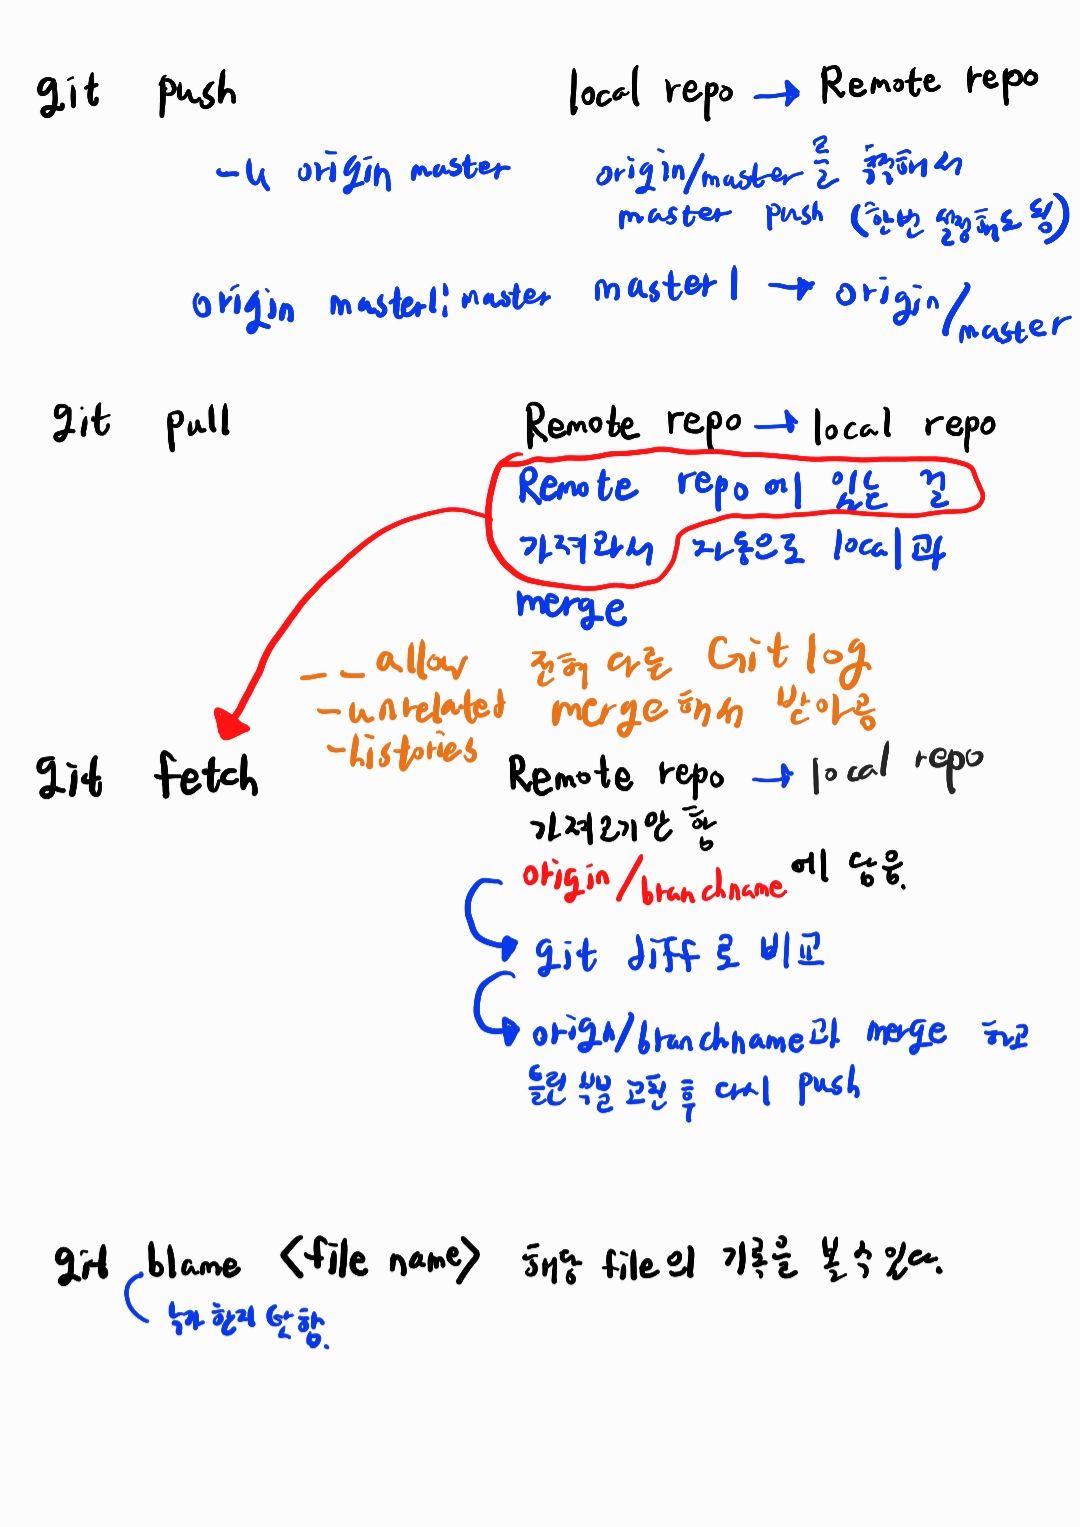 git push local repo → Remote repo
-u origin master origin/master를 추적해서
master push (한번 설정해도 됨)
origin master1:master master1 → origin/master
git pull Remote repo → local repo
Remote repo에 있는 걸
가져와서 자동으로 local과
merge
--allow 전혀 다른 Git log
-unrelated merge해서 받아옴
-histories
git fetch Remote repo → local repo
가져오기만 함
origin/branchname에 담음.
git diff로 비교
origin/branchname과 merge 하고
틀린 부분 고친 후 다시 push
git blame <file name> 해당 file의 기록을 볼 수 있다.
누가 한지 함.